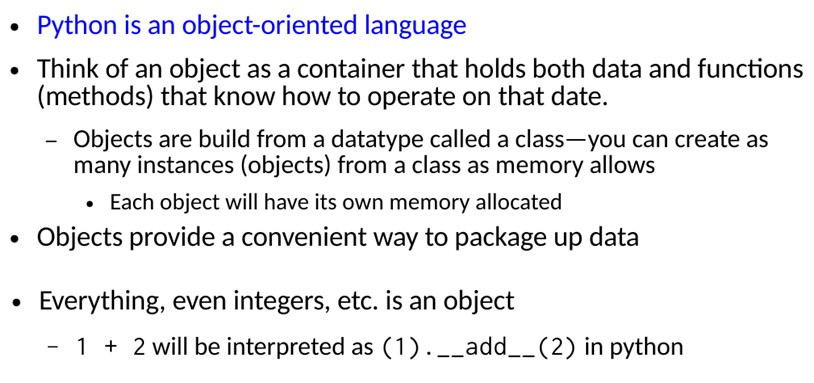 • Python is an object-oriented language
• Think of an object as a container that holds both data and functions
(methods) that know how to operate on that date.
– Objects are build from a datatype called a class—you can create as
many instances (objects) from a class as memory allows
• Each object will have its own memory allocated
• Objects provide a convenient way to package up data
• Everything, even integers, etc. is an object
– 1 + 2 will be interpreted as (1).__add__(2) in python